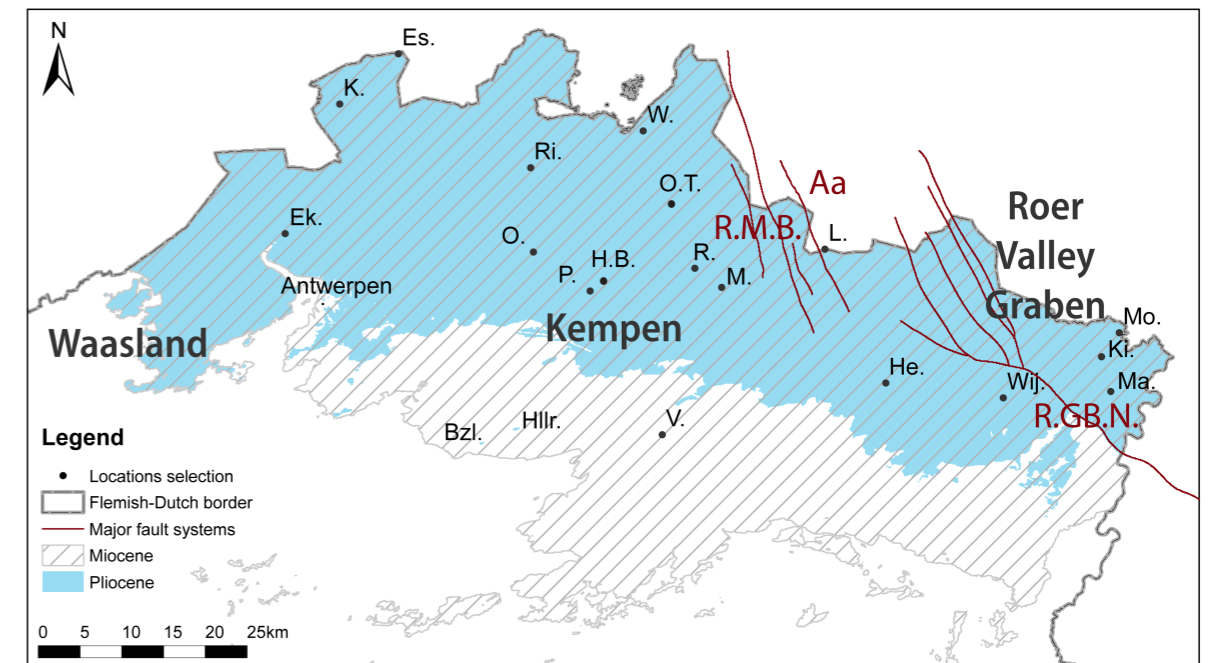 N
Es.
K.
W.
Ri.
Aa
O.T.
Roer
Ek.
R.M.B.
O.
L.
Valley
R.
H.B.
P.
M.
Antwerpen
Graben
Mo.
Waasland
Kempen
Ki.
He.
Wij.
Ma.
R.GB.N.
Bzl.
Hllr.
V.
Legend
Locations selection
Flemish-Dutch border
Major fault systems
Miocene
Pliocene
0 5 10 15 20 25km